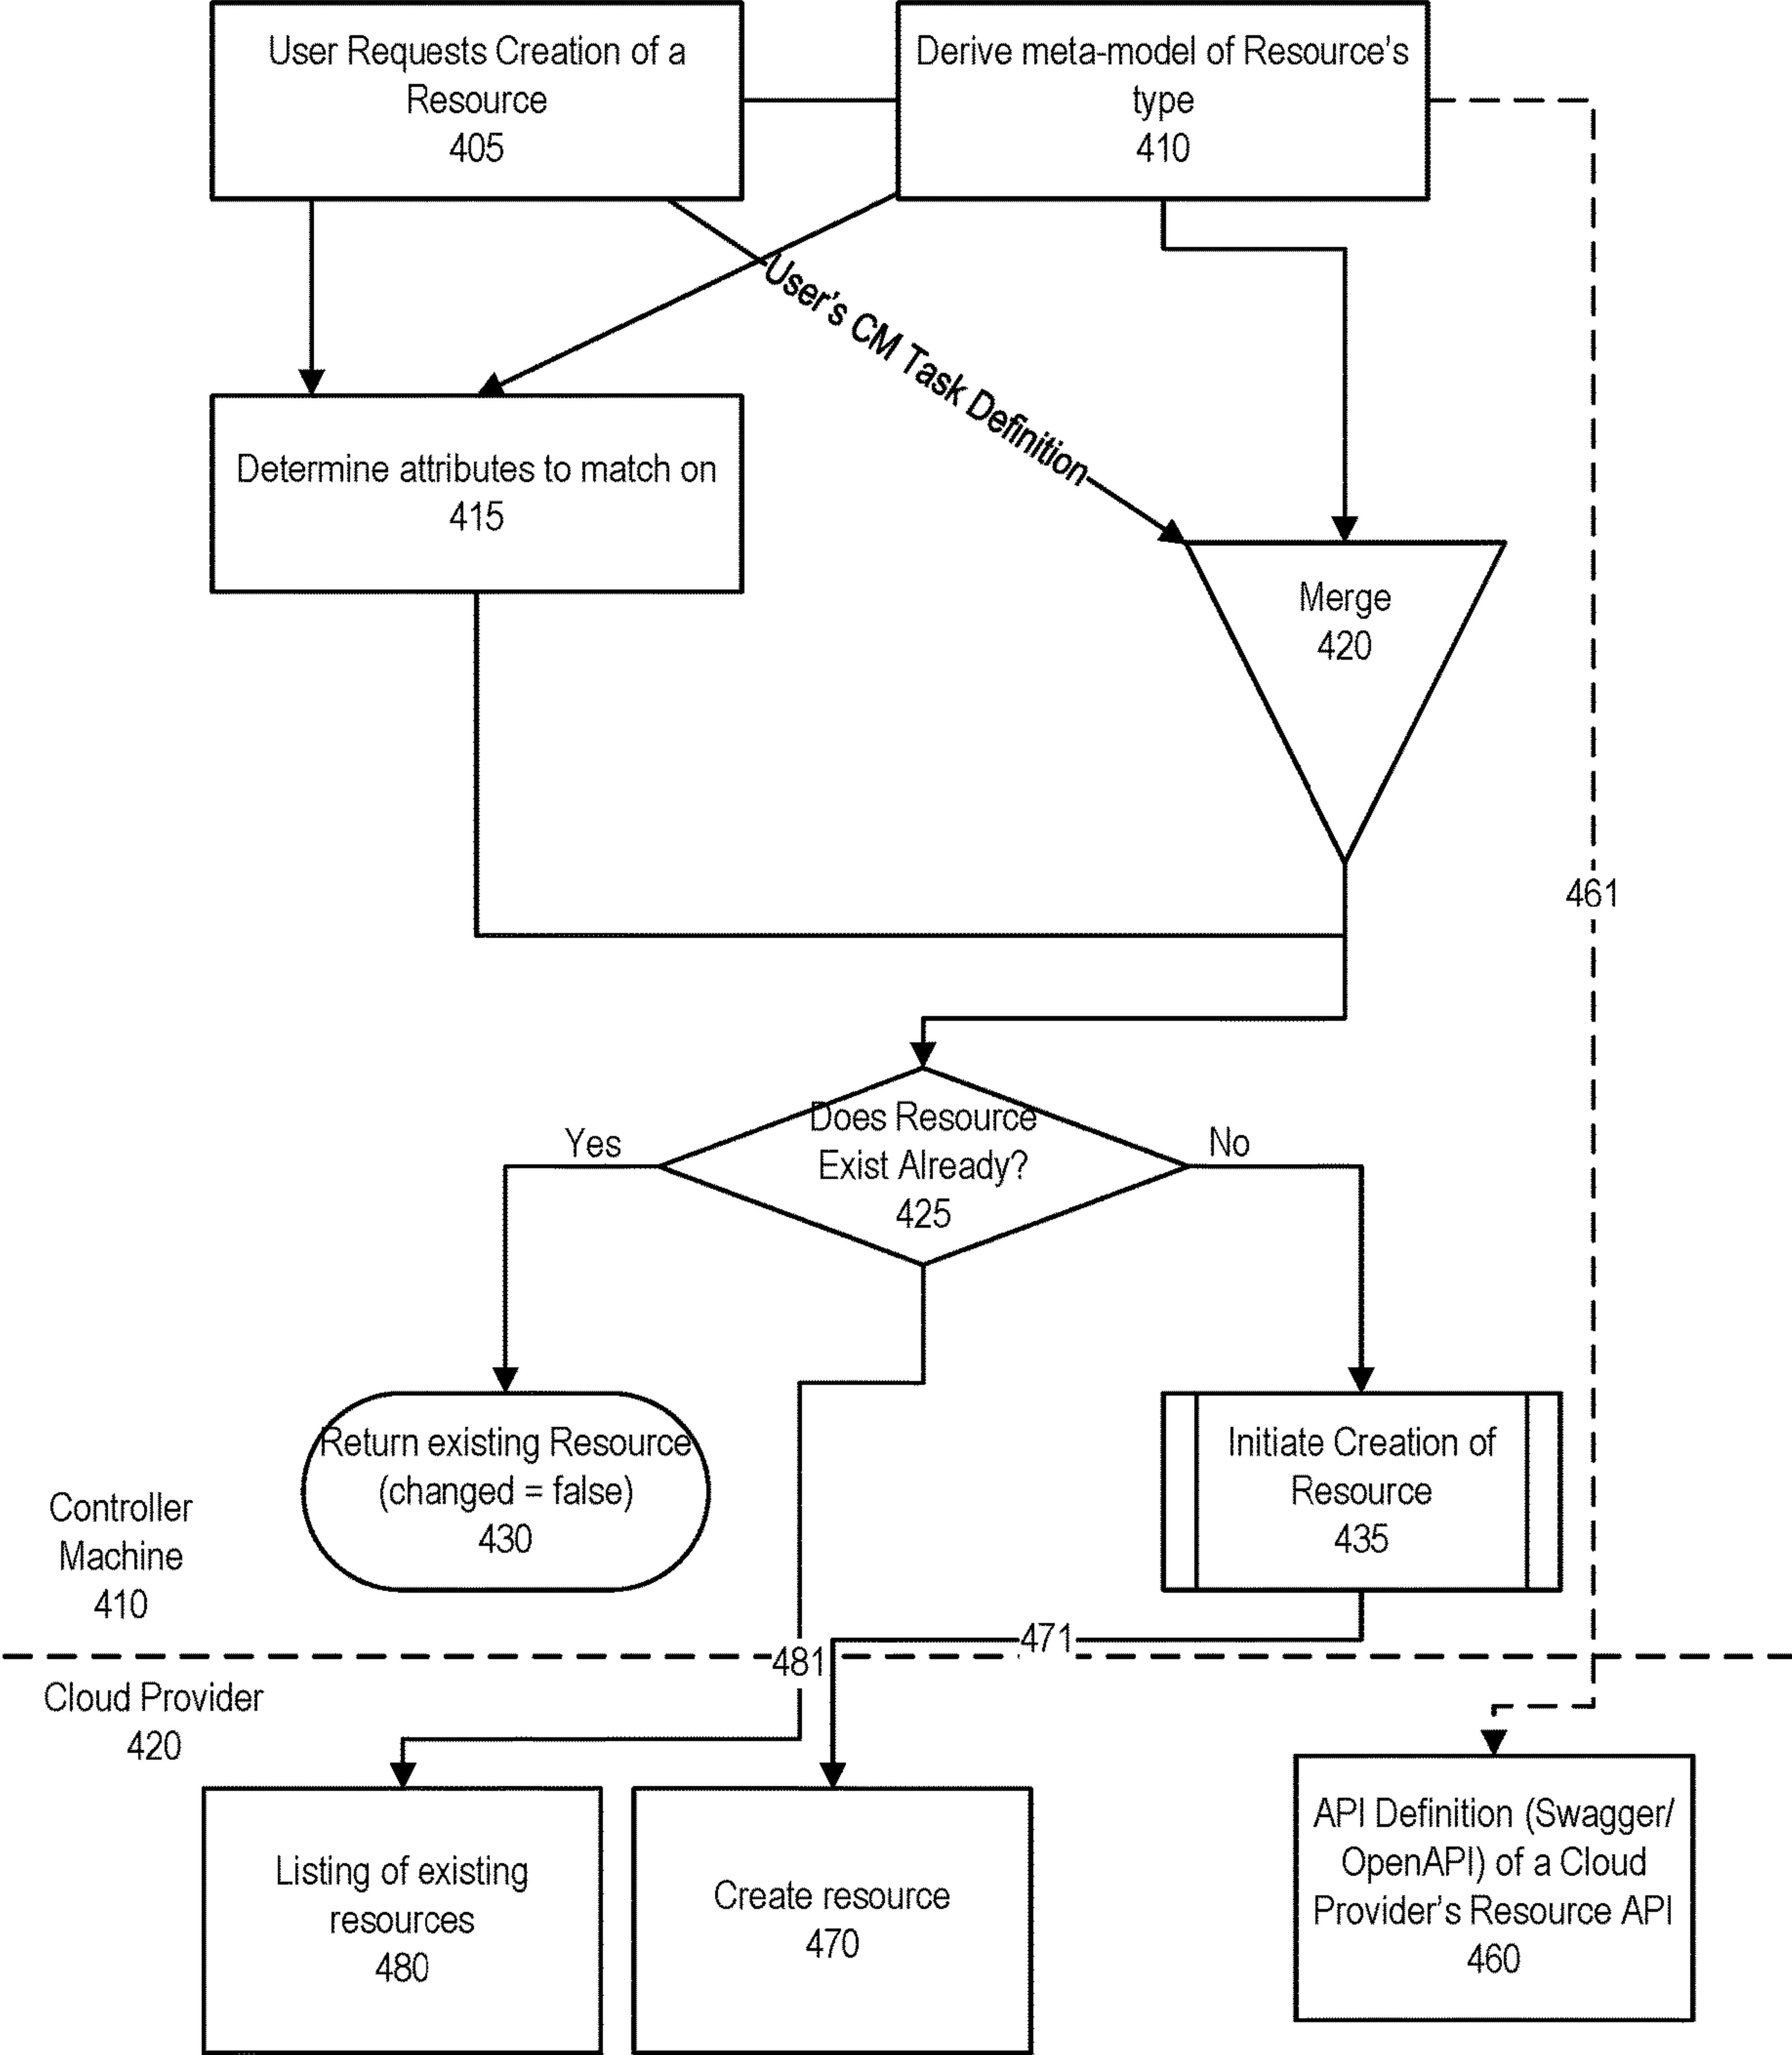 User Requests Creation of a
Resource
405
Derive meta-model of Resource's
type
410
User's CM Task Definition
Determine attributes to match on
415
Merge
420
461
Does Resource
Exist Already?
425
Yes
No
Return existing Resource
(changed = false)
430
Initiate Creation of
Resource
435
Controller
Machine
410
471
481
Cloud Provider
420
Listing of existing
resources
480
Create resource
470
API Definition (Swagger/
OpenAPI) of a Cloud
Provider's Resource API
460